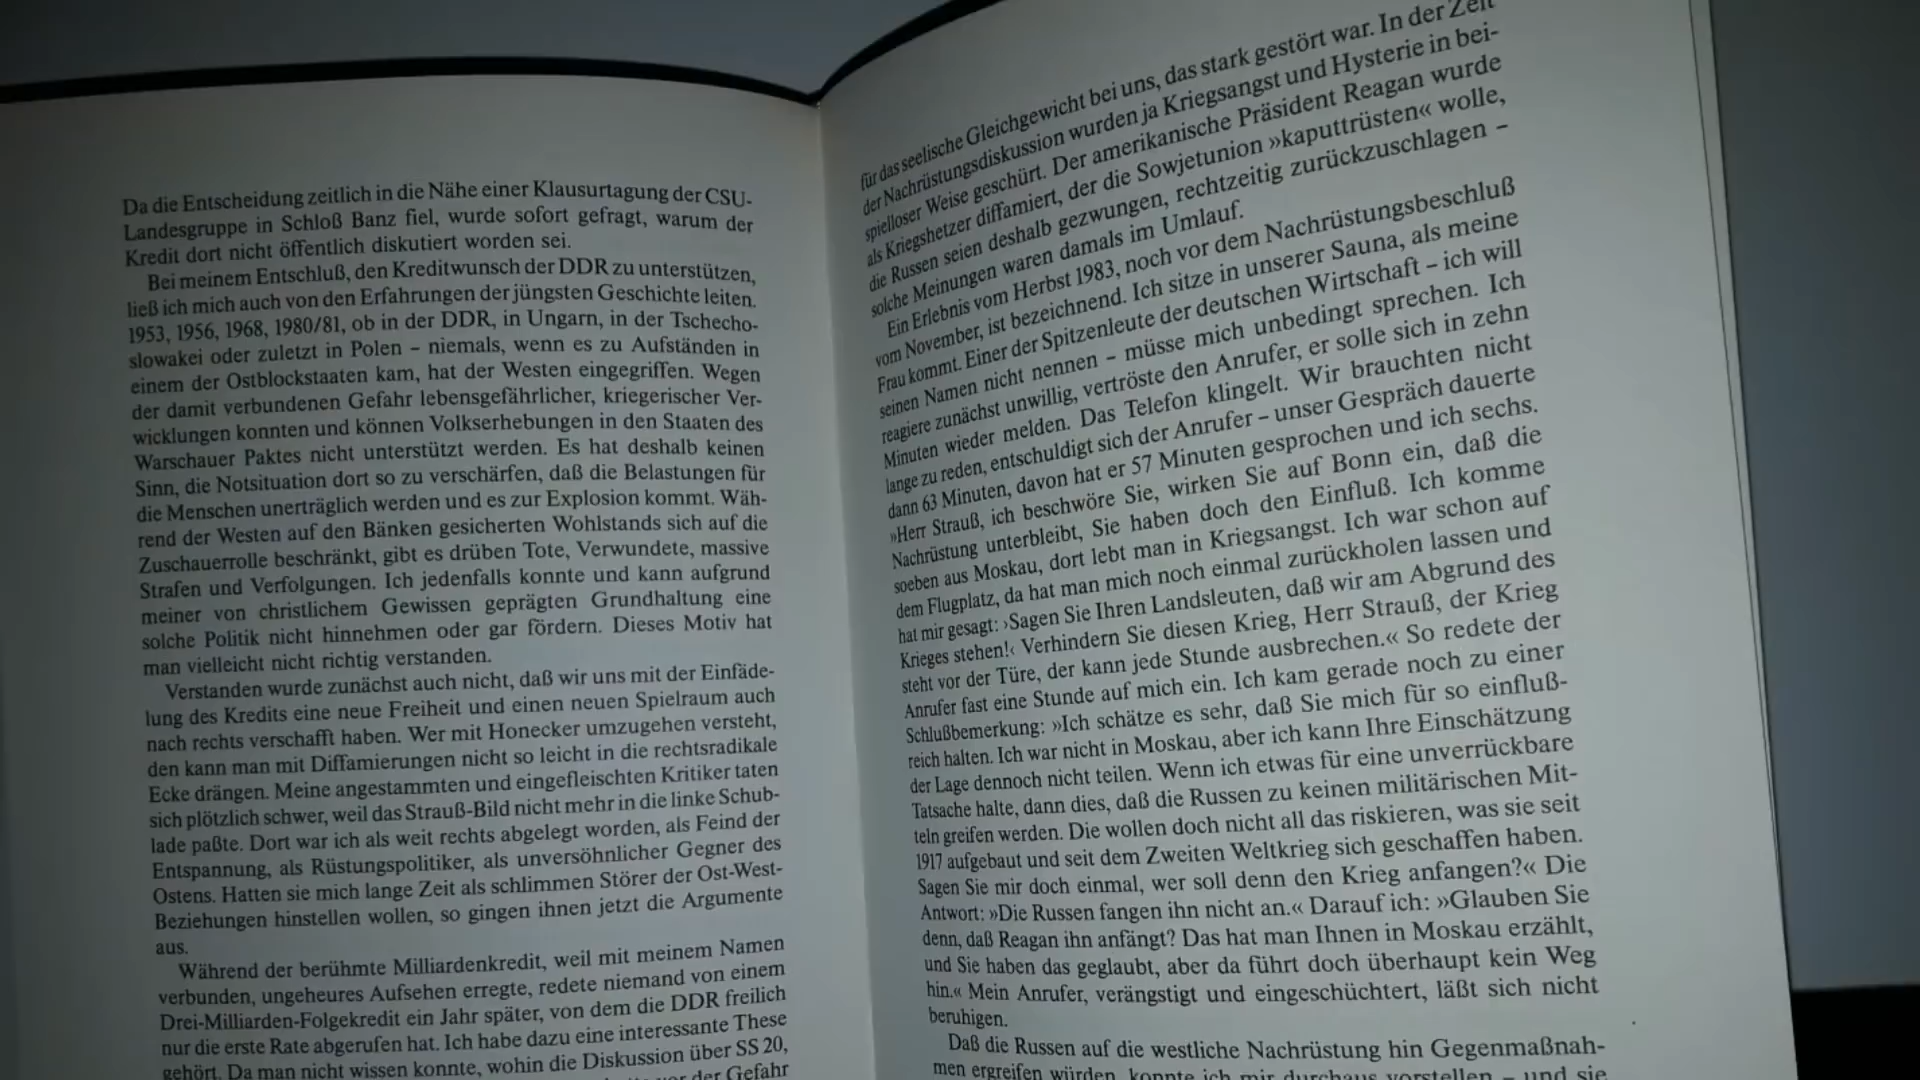 Da die Entscheidung zeitlich in die Nähe einer Klausurtagung der CSU-
Landesgruppe in Schloß Banz fiel, wurde sofort gefragt, warum der
Kredit dort nicht öffentlich diskutiert worden sei.
Bei meinem Entschluß, den Kreditwunsch der DDR zu unterstützen,
ließ ich mich auch von den Erfahrungen der jüngsten Geschichte leiten.
1953, 1956, 1968, 1980/81, ob in der DDR, in Ungarn, in der Tschecho-
slowakei oder zuletzt in Polen – niemals, wenn es zu Aufständen in
einem der Ostblockstaaten kam, hat der Westen eingegriffen. Wegen
der damit verbundenen Gefahr lebensgefährlicher, kriegerischer Ver-
wicklungen konnten und können Volkserhebungen in den Staaten des
Warschauer Paktes nicht unterstützt werden. Es hat deshalb keinen
Sinn, die Notsituation dort so zu verschärfen, daß die Belastungen für
die Menschen unerträglich werden und es zur Explosion kommt. Wäh-
rend der Westen auf den Bänken gesicherten Wohlstands sich auf die
Zuschauerrolle beschränkt, gibt es drüben Tote, Verwundete, massive
Strafen und Verfolgungen. Ich jedenfalls konnte und kann aufgrund
meiner von christlichem Gewissen geprägten Grundhaltung eine
solche Politik nicht hinnehmen oder gar fördern. Dieses Motiv hat
man vielleicht nicht richtig verstanden.
Verstanden wurde zunächst auch nicht, daß wir uns mit der Einfäde-
lung des Kredits eine neue Freiheit und einen neuen Spielraum auch
nach rechts verschafft haben. Wer mit Honecker umzugehen versteht,
den kann man mit Diffamierungen nicht so leicht in die rechtsradikale
Ecke drängen. Meine angestammten und eingefleischten Kritiker taten
sich plötzlich schwer, weil das Strauß-Bild nicht mehr in die linke Schub-
lade paßte. Dort war ich als weit rechts abgelegt worden, als Feind der
Entspannung, als Rüstungspolitiker, als unversöhnlicher Gegner des
Ostens. Hatten sie mich lange Zeit als schlimmen Störer der Ost-West-
Beziehungen hinstellen wollen, so gingen ihnen jetzt die Argumente
aus.
Während der berühmte Milliardenkredit, weil mit meinem Namen
verbunden, ungeheures Aufsehen erregte, redete niemand von einem
Drei-Milliarden-Folgekredit ein Jahr später, von dem die DDR freilich
nur die erste Rate abgerufen hat. Ich habe dazu eine interessante These
gehört. Da man nicht wissen konnte, wohin die Diskussion über SS 20,
der Gefahr
für das seelische Gleichgewicht bei uns, das stark gestört war. In der Zeit
der Nachrüstungsdiskussion wurden ja Kriegsangst und Hysterie in bei-
spielloser Weise geschürt. Der amerikanische Präsident Reagan wurde
als Kriegshetzer diffamiert, der die Sowjetunion »kaputtrüsten« wolle,
die Russen seien deshalb gezwungen, rechtzeitig zurückzuschlagen –
solche Meinungen waren damals im Umlauf.
Ein Erlebnis vom Herbst 1983, noch vor dem Nachrüstungsbeschluß
vom November, ist bezeichnend. Ich sitze in unserer Sauna, als meine
Frau kommt. Einer der Spitzenleute der deutschen Wirtschaft – ich will
seinen Namen nicht nennen – müsse mich unbedingt sprechen. Ich
reagiere zunächst unwillig, vertröste den Anrufer, er solle sich in zehn
Minuten wieder melden. Das Telefon klingelt. Wir brauchten nicht
lange zu reden, entschuldigt sich der Anrufer – unser Gespräch dauerte
dann 63 Minuten, davon hat er 57 Minuten gesprochen und ich sechs.
»Herr Strauß, ich beschwöre Sie, wirken Sie auf Bonn ein, daß die
Nachrüstung unterbleibt, Sie haben doch den Einfluß. Ich komme
soeben aus Moskau, dort lebt man in Kriegsangst. Ich war schon auf
dem Flugplatz, da hat man mich noch einmal zurückholen lassen und
hat mir gesagt: ›Sagen Sie Ihren Landsleuten, daß wir am Abgrund des
Krieges stehen!‹ Verhindern Sie diesen Krieg, Herr Strauß, der Krieg
steht vor der Türe, der kann jede Stunde ausbrechen.« So redete der
Anrufer fast eine Stunde auf mich ein. Ich kam gerade noch zu einer
Schlußbemerkung: »Ich schätze es sehr, daß Sie mich für so einfluß-
reich halten. Ich war nicht in Moskau, aber ich kann Ihre Einschätzung
der Lage dennoch nicht teilen. Wenn ich etwas für eine unverrückbare
Tatsache halte, dann dies, daß die Russen zu keinen militärischen Mit-
teln greifen werden. Die wollen doch nicht all das riskieren, was sie seit
1917 aufgebaut und seit dem Zweiten Weltkrieg sich geschaffen haben.
Sagen Sie mir doch einmal, wer soll denn den Krieg anfangen?« Die
Antwort: »Die Russen fangen ihn nicht an.« Darauf ich: »Glauben Sie
denn, daß Reagan ihn anfängt? Das hat man Ihnen in Moskau erzählt,
und Sie haben das geglaubt, aber da führt doch überhaupt kein Weg
hin.« Mein Anrufer, verängstigt und eingeschüchtert, läßt sich nicht
beruhigen.
Daß die Russen auf die westliche Nachrüstung hin Gegenmaßnah-
men ergreifen würden, konnte ich mir durchaus vorstellen – und sie